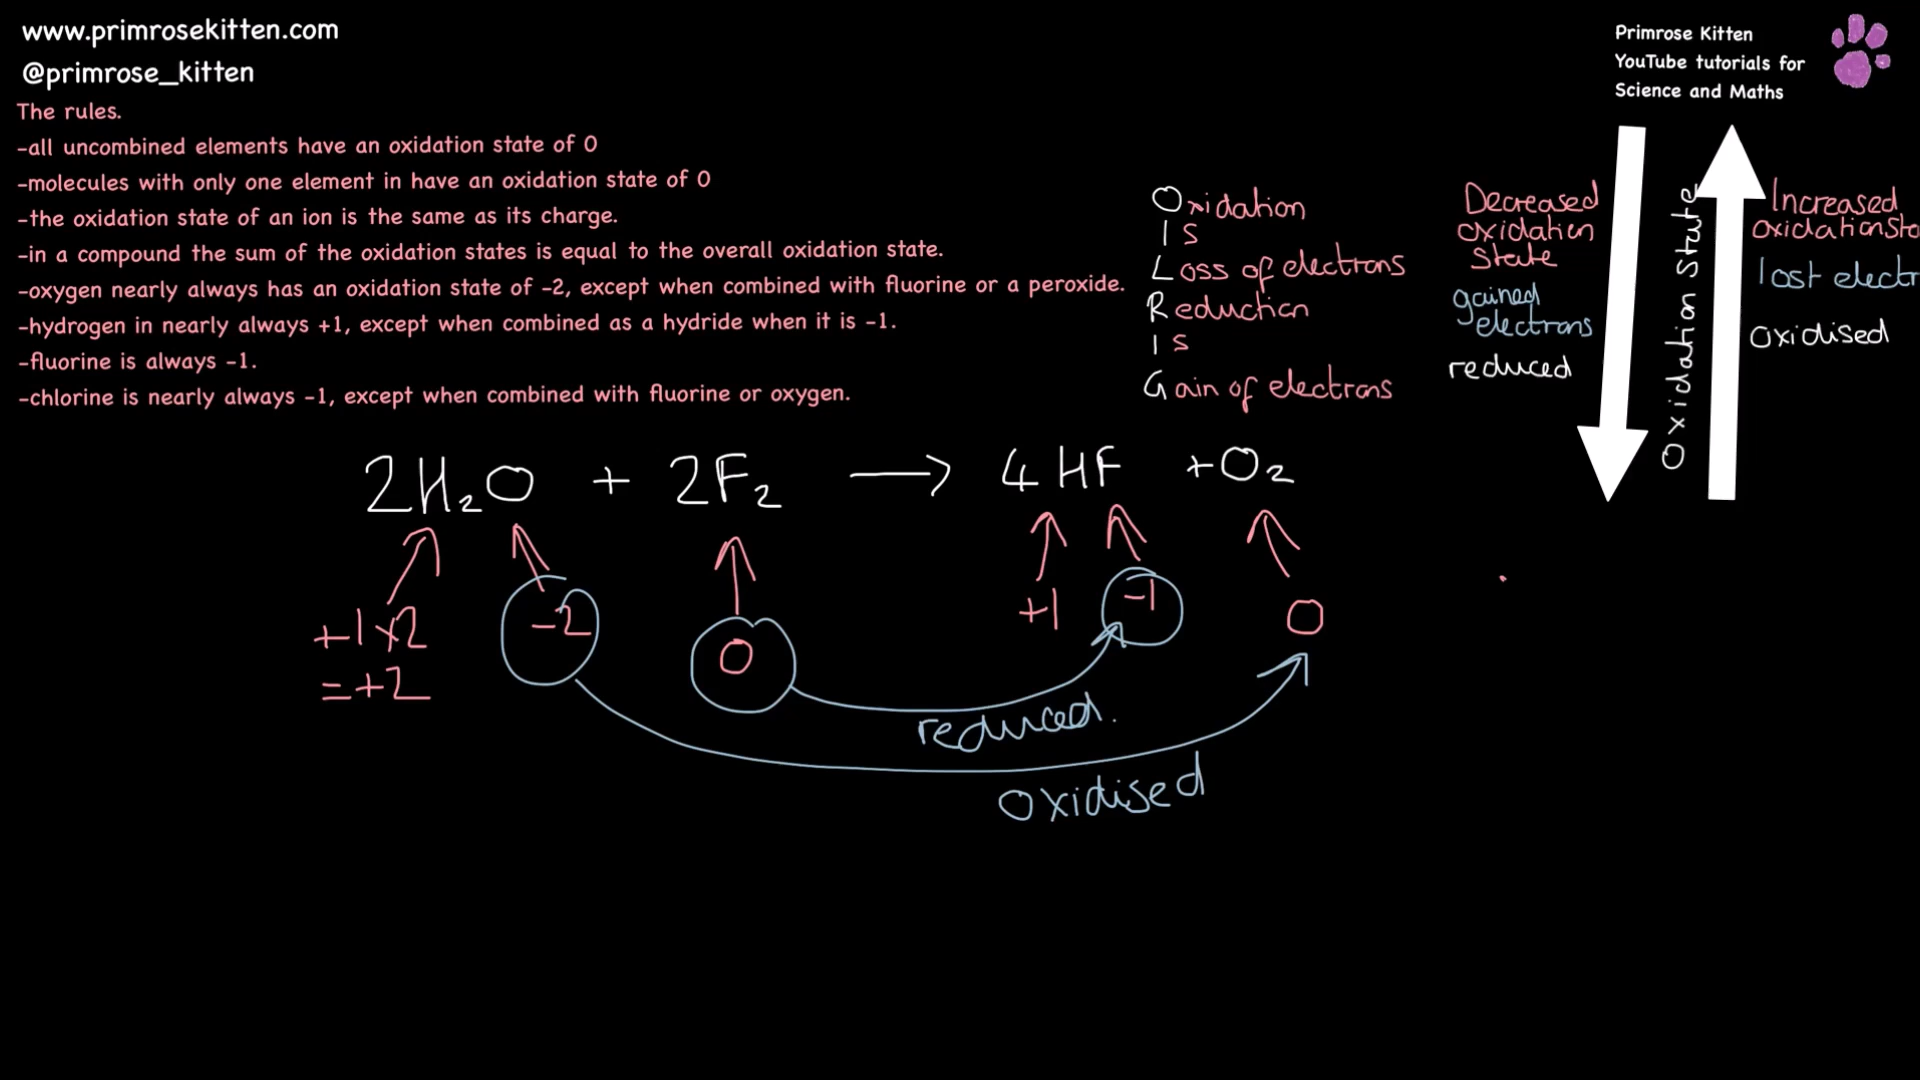 www.primrosekitten.com
@primrose_kitten
Primrose Kitten
YouTube tutorials for
Science and Maths
The rules.
-all uncombined elements have an oxidation state of 0
-molecules with only one element in have an oxidation state of 0
-the oxidation state of an ion is the same as its charge.
-in a compound the sum of the oxidation states is equal to the overall oxidation state.
-oxygen nearly always has an oxidation state of -2, except when combined with fluorine or a peroxide.
-hydrogen in nearly always +1, except when combined as a hydride when it is -1.
-fluorine is always -1.
-chlorine is nearly always -1, except when combined with fluorine or oxygen.
Oxidation
Is
Loss of electrons
Reduction
Is
Gain of electrons
Decreased
oxidation
state
gained
electrons
reduced
Oxidation State
Increased
oxidation
lost
oxidised
2H₂O + 2F₂ → 4HF + O₂
+1x2 -2 0 +1 -1 0
=+2
reduced.
oxidised